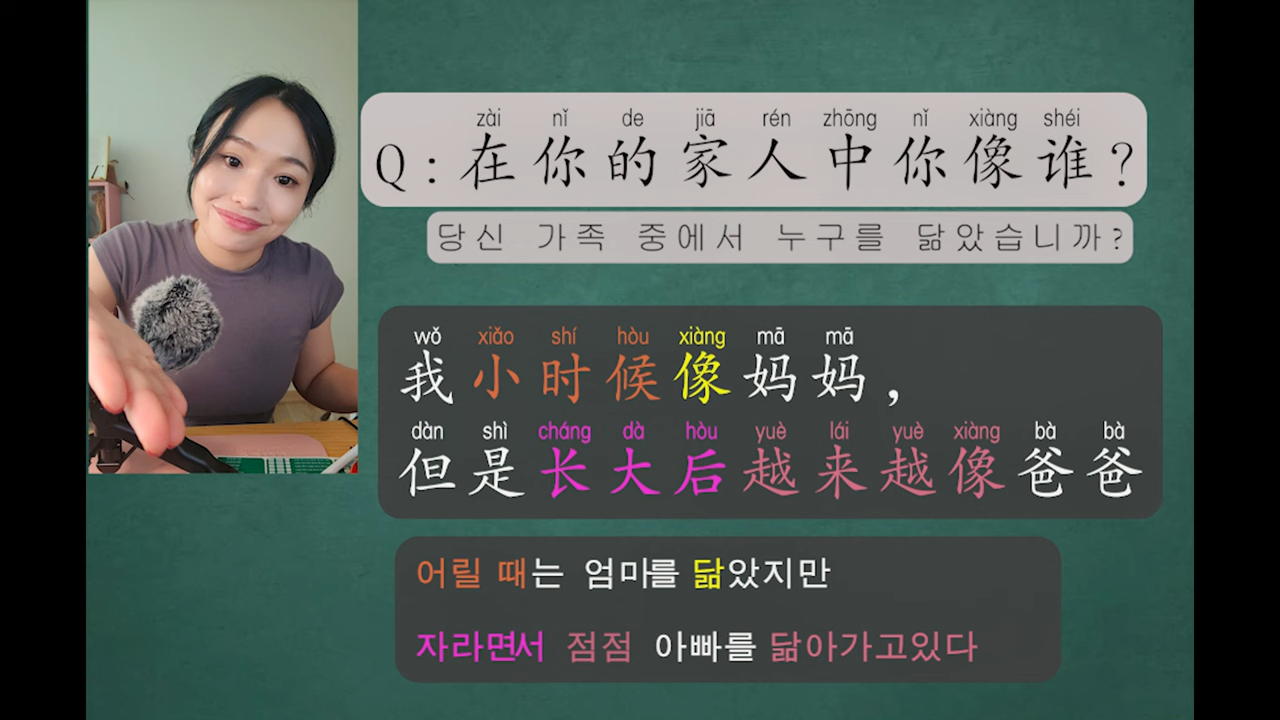 zài nǐ de jiā rén zhōng nǐ xiàng shéi
Q:在你的家人中你像谁?
당신 가족 중에서 누구를 닮았습니까?
wǒ xiǎo shí hòu xiàng mā mā
我小时候像妈妈,
dàn shì cháng dà hòu yuè lái yuè xiàng bà bà
但是长大后越来越像爸爸
어릴 때는 엄마를 닮았지만
자라면서 점점 아빠를 닮아가고있다